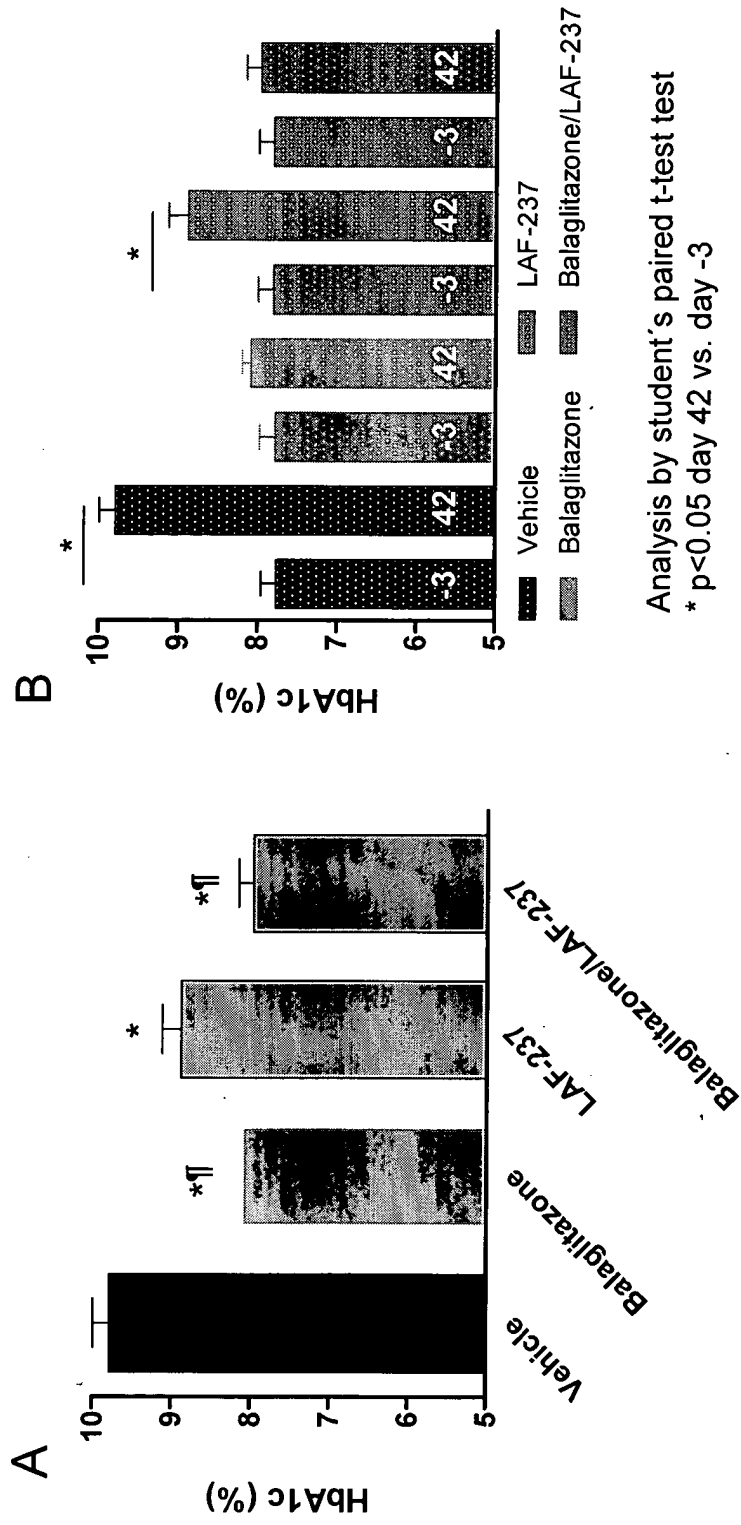 A
HbA1c (%)
10
9
8
7
6
5
*¶
*
*¶
Vehicle
Balaglitazone
LAF-237
Balaglitazone/LAF-237
B
HbA1c (%)
10
9
8
7
6
5
*
*
-3
42
-3
42
-3
42
-3
42
Vehicle
LAF-237
Balaglitazone
Balaglitazone/LAF-237
Analysis by student´s paired t-test test
* p<0.05 day 42 vs. day -3